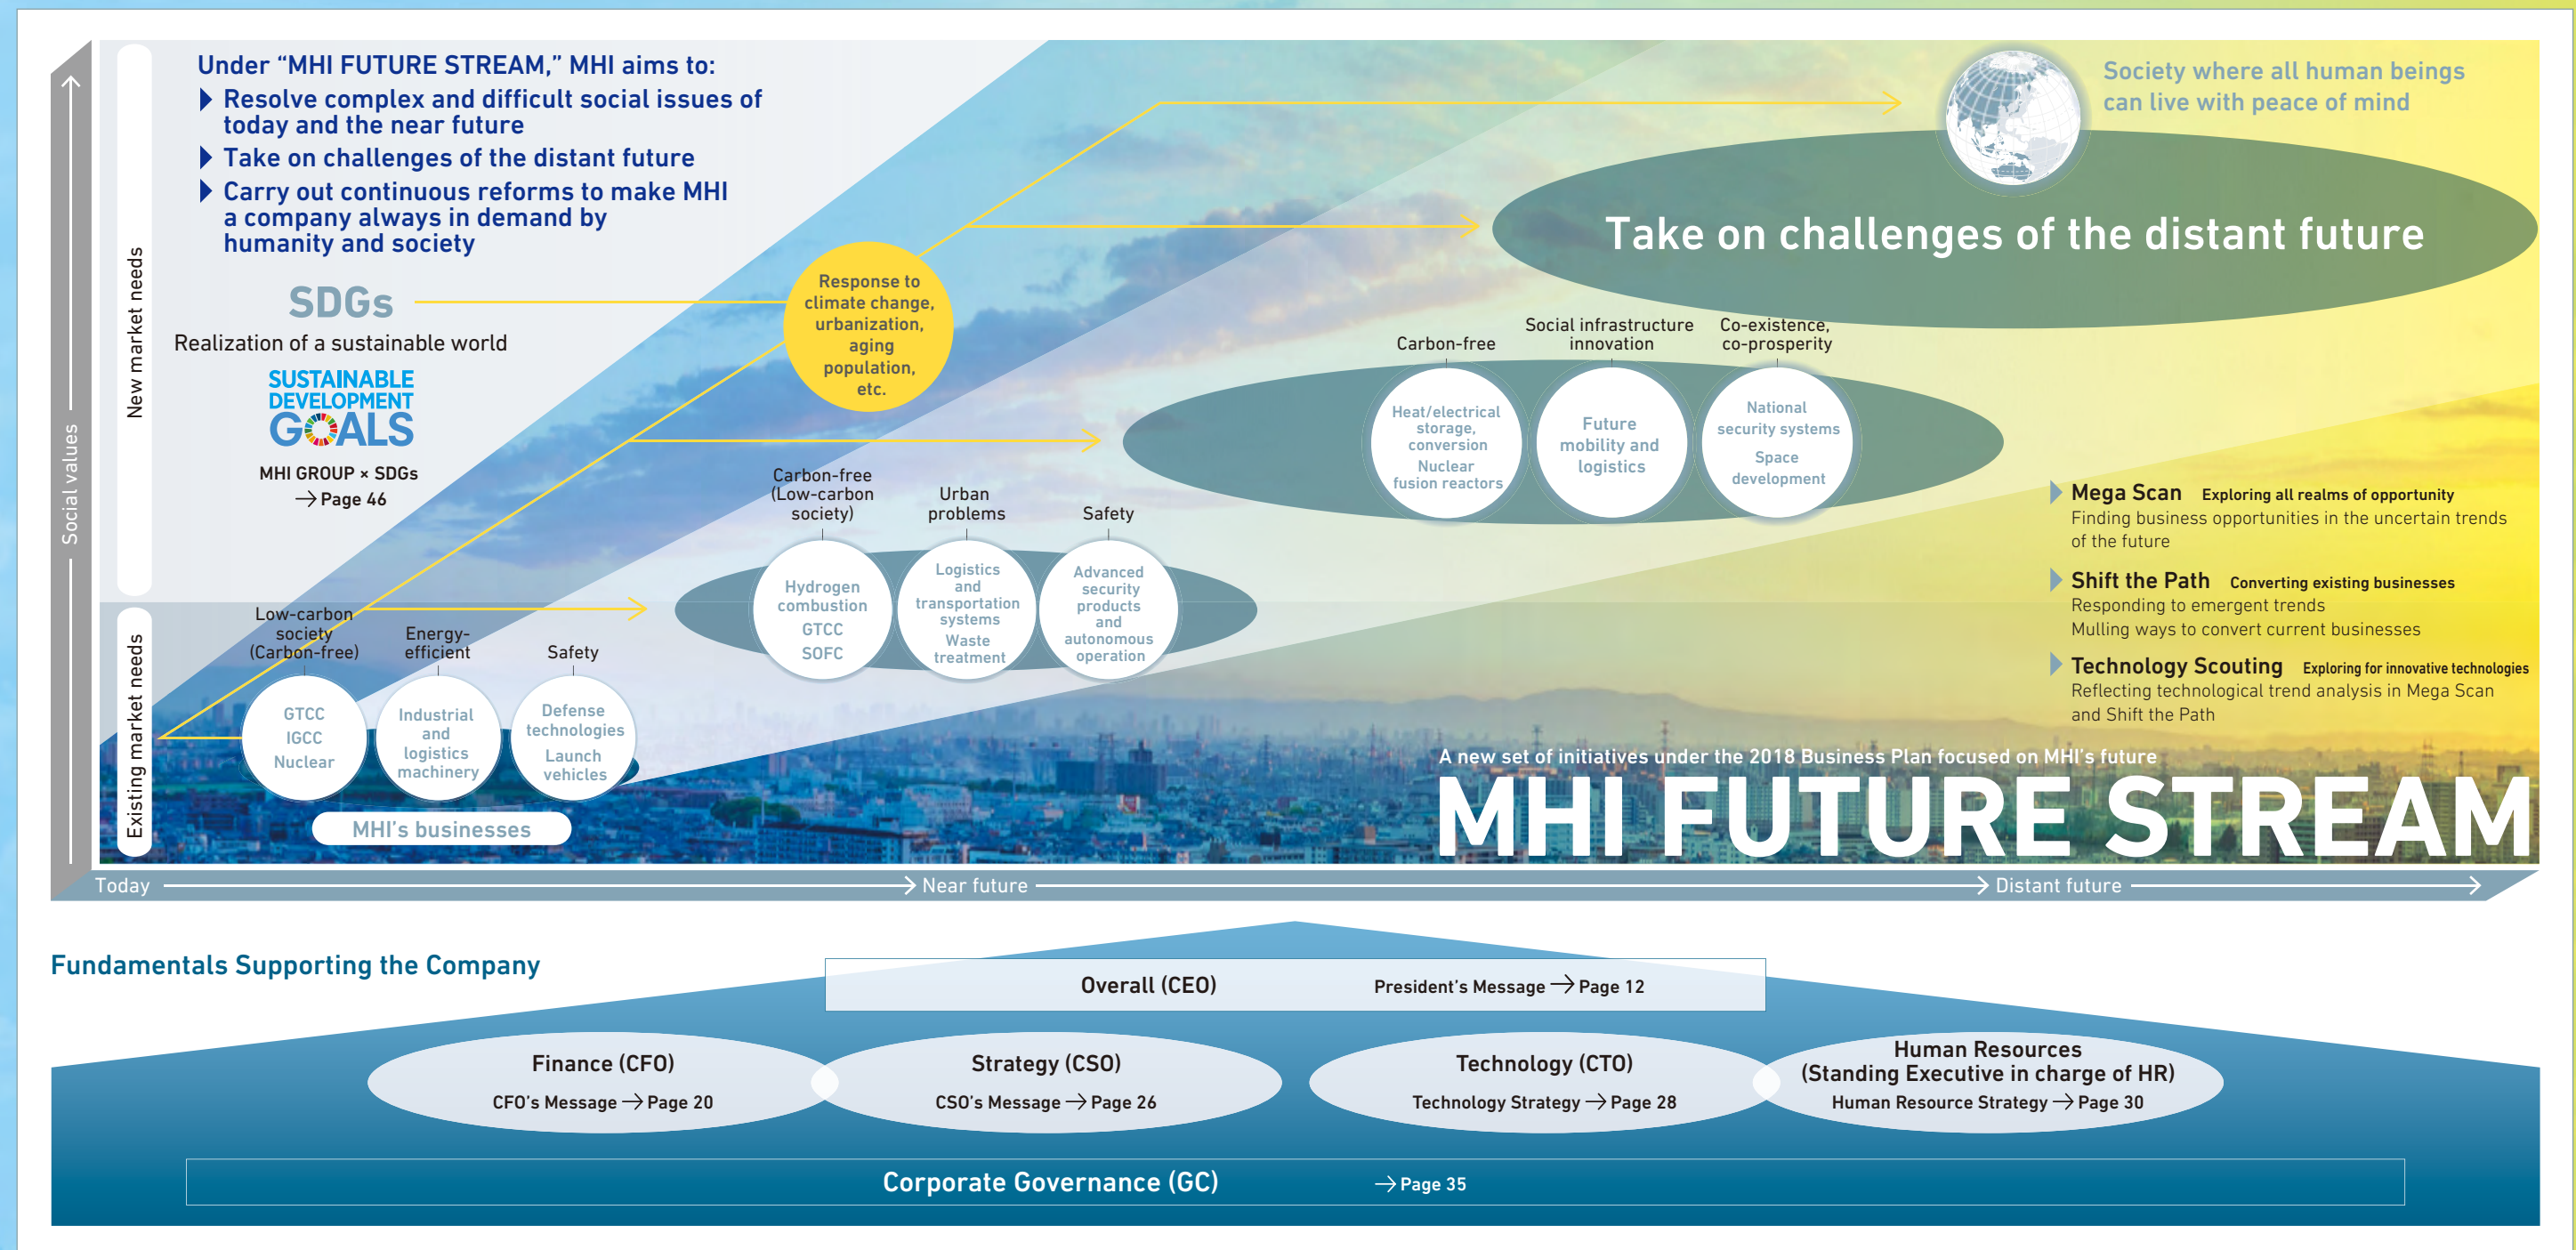 Under “MHI FUTURE STREAM,” MHI aims to:
Resolve complex and difficult social issues of
today and the near future
Take on challenges of the distant future
Carry out continuous reforms to make MHI
a company always in demand by
humanity and society
SDGs
Realization of a sustainable world
SUSTAINABLE
DEVELOPMENT
GOALS
MHI GROUP × SDGs
→ Page 46
Social values
New market needs
Existing market needs
Response to
climate change,
urbanization,
aging
population,
etc.
Society where all human beings
can live with peace of mind
Take on challenges of the distant future
Carbon-free
Heat/electrical
storage,
conversion
Nuclear
fusion reactors
Social infrastructure
innovation
Future
mobility and
logistics
Co-existence,
co-prosperity
National
security systems
Space
development
Carbon-free
(Low-carbon
society)
Hydrogen
combustion
GTCC
SOFC
Urban
problems
Logistics
and
transportation
systems
Waste
treatment
Safety
Advanced
security
products
and
autonomous
operation
Low-carbon
society
(Carbon-free)
GTCC
IGCC
Nuclear
Energy-
efficient
Industrial
and
logistics
machinery
Safety
Defense
technologies
Launch
vehicles
MHI’s businesses
Mega Scan Exploring all realms of opportunity
Finding business opportunities in the uncertain trends
of the future
Shift the Path Converting existing businesses
Responding to emergent trends
Mulling ways to convert current businesses
Technology Scouting Exploring for innovative technologies
Reflecting technological trend analysis in Mega Scan
and Shift the Path
A new set of initiatives under the 2018 Business Plan focused on MHI’s future
MHI FUTURE STREAM
Today → Near future → Distant future →
Fundamentals Supporting the Company
Overall (CEO) President’s Message → Page 12
Finance (CFO)
CFO’s Message → Page 20
Strategy (CSO)
CSO’s Message → Page 26
Technology (CTO)
Technology Strategy → Page 28
Human Resources
(Standing Executive in charge of HR)
Human Resource Strategy → Page 30
Corporate Governance (GC) → Page 35